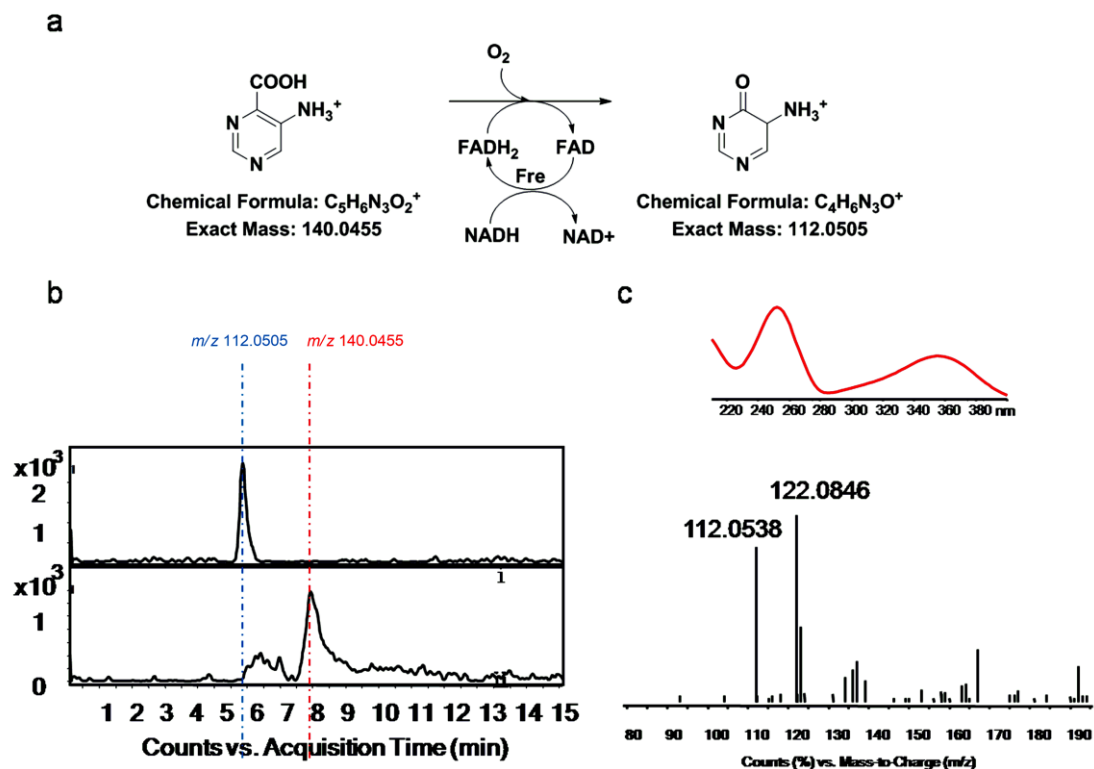 a
O₂
COOH
NH₃⁺
N
N
FADH₂
FAD
Fre
NADH
NAD+
O
NH₃⁺
N
N
Chemical Formula: C₅H₆N₃O₂⁺
Exact Mass: 140.0455
Chemical Formula: C₄H₆N₃O⁺
Exact Mass: 112.0505
b
m/z 112.0505
m/z 140.0455
x10³
2
1
i
x10³
1
0
ii
1 2 3 4 5 6 7 8 9 10 11 12 13 14 15
Counts vs. Acquisition Time (min)
c
220 240 260 280 300 320 340 360 380 nm
122.0846
112.0538
80 90 100 110 120 130 140 150 160 170 180 190
Counts (%) vs. Mass-to-Charge (m/z)